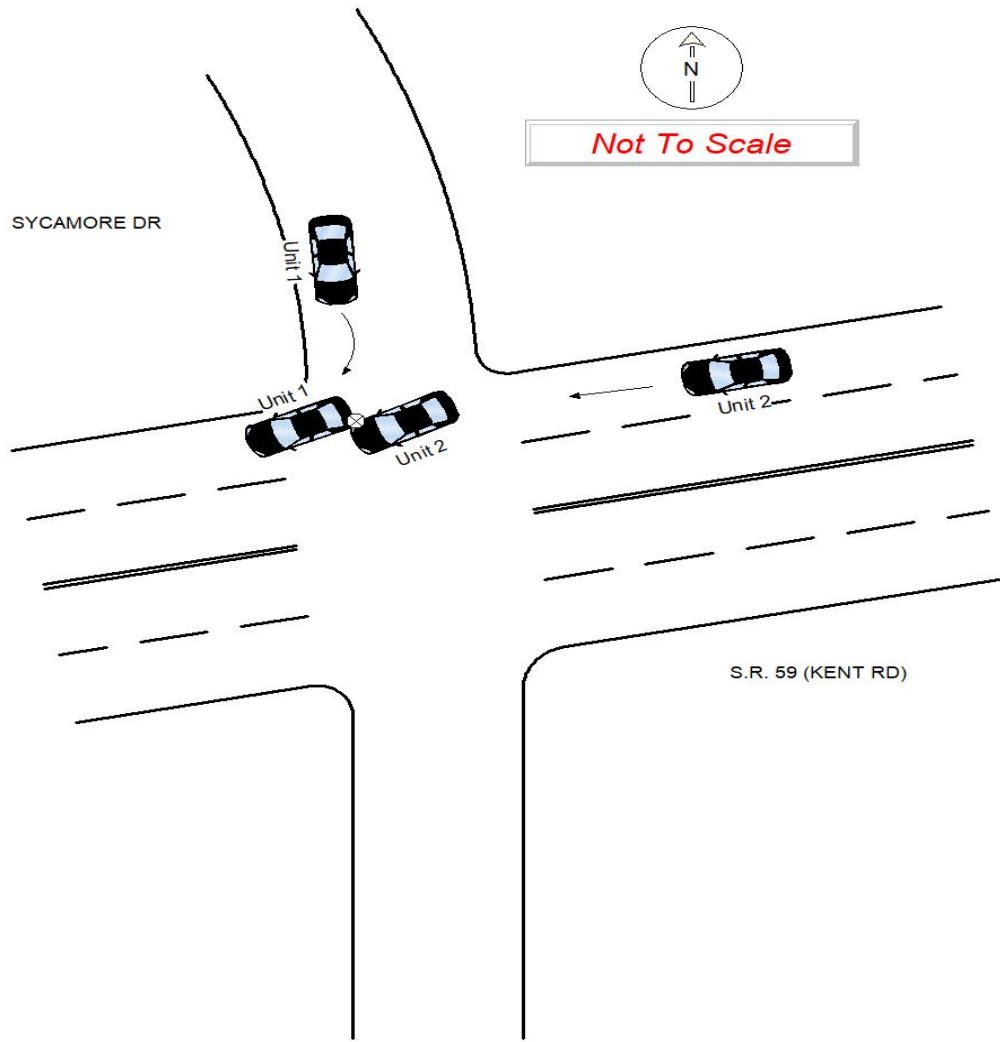 N
Not To Scale
SYCAMORE DR
Unit 1
Unit 2
Unit 1
Unit 2
S.R. 59 (KENT RD)